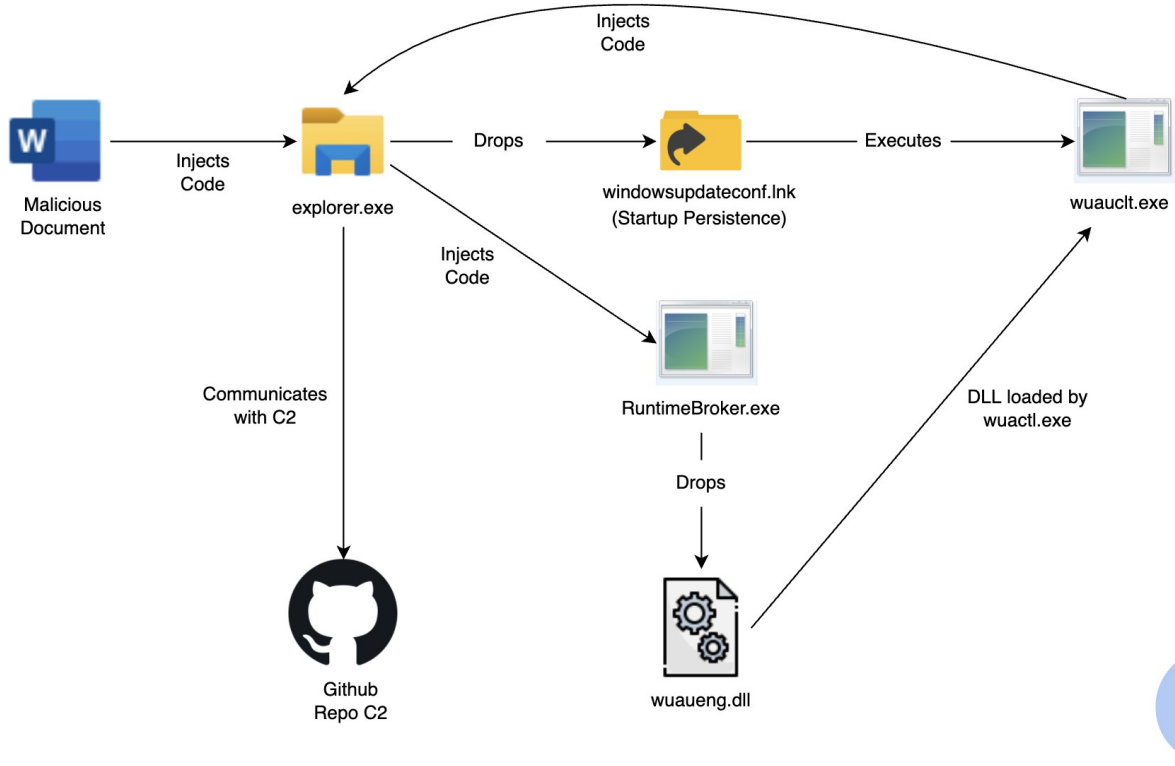 Injects
Code
W
Injects
Code
Drops
Executes
Malicious
Document
explorer.exe
windowsupdateconf.lnk
(Startup Persistence)
wuauclt.exe
Injects
Code
Communicates
with C2
RuntimeBroker.exe
DLL loaded by
wuactl.exe
Drops
Github
Repo C2
wuaueng.dll